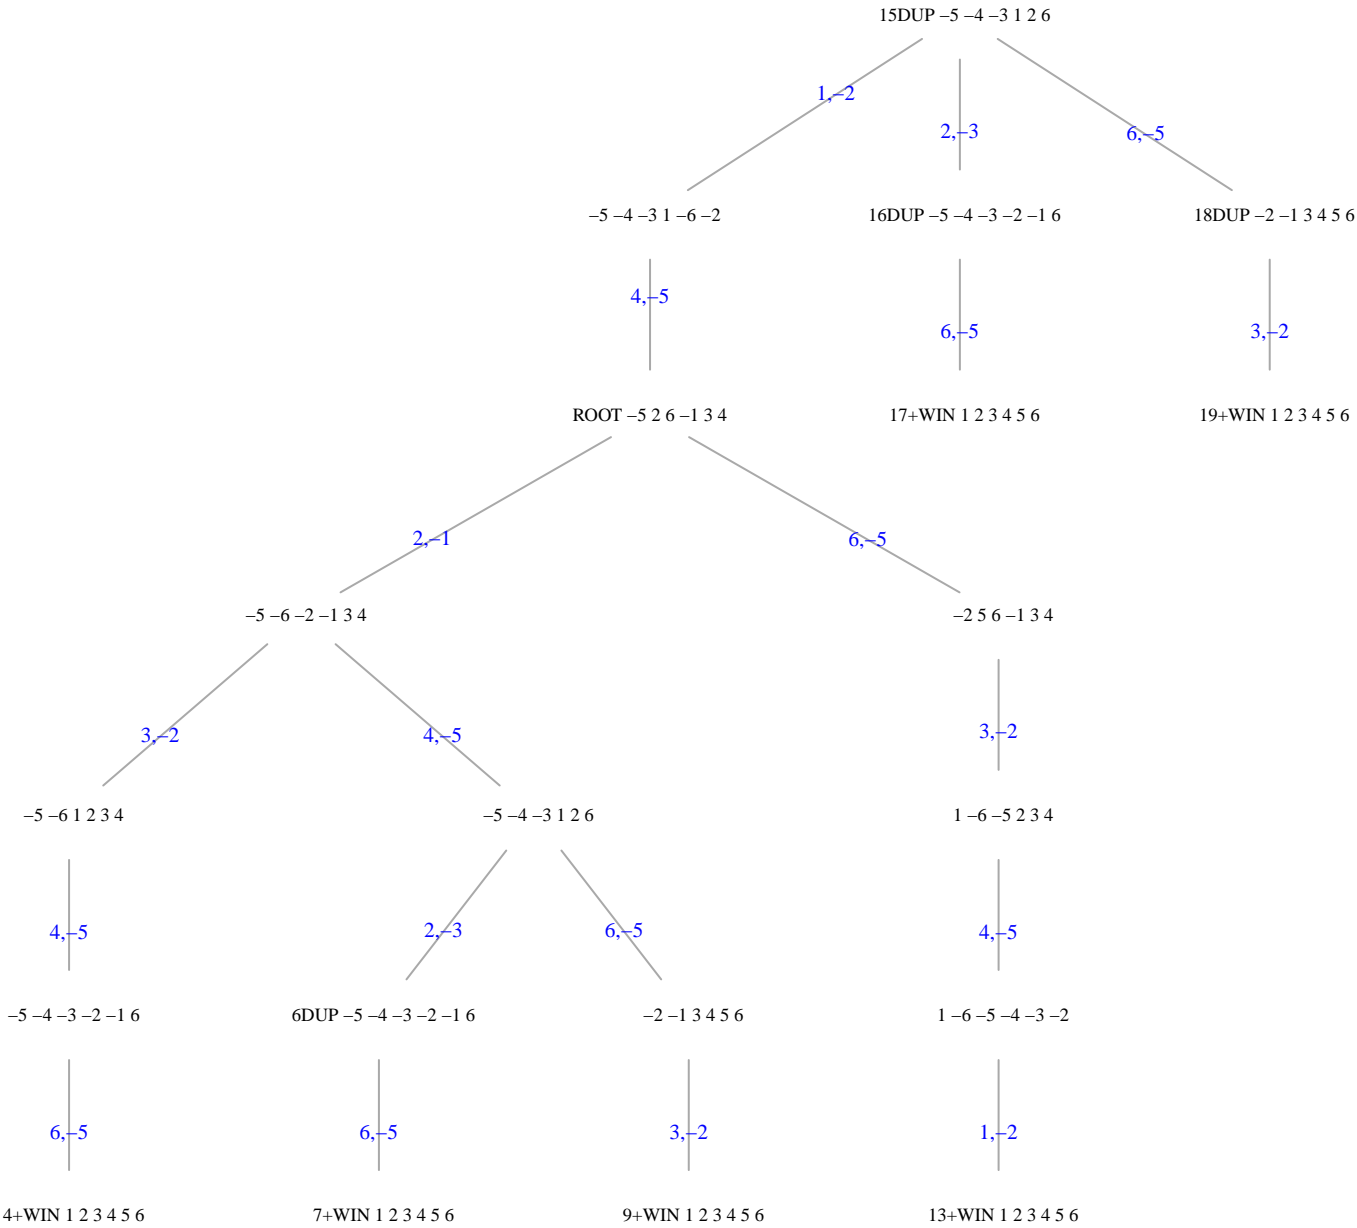 15DUP –5 –4 –3 1 2 6
1,–2
2,–3
6,–5
–5 –4 –3 1 –6 –2
16DUP –5 –4 –3 –2 –1 6
18DUP –2 –1 3 4 5 6
4,–5
6,–5
3,–2
ROOT –5 2 6 –1 3 4
17+WIN 1 2 3 4 5 6
19+WIN 1 2 3 4 5 6
2,–1
6,–5
–5 –6 –2 –1 3 4
–2 5 6 –1 3 4
3,–2
4,–5
3,–2
–5 –6 1 2 3 4
–5 –4 –3 1 2 6
1 –6 –5 2 3 4
4,–5
2,–3
6,–5
4,–5
–5 –4 –3 –2 –1 6
6DUP –5 –4 –3 –2 –1 6
–2 –1 3 4 5 6
1 –6 –5 –4 –3 –2
6,–5
6,–5
3,–2
1,–2
4+WIN 1 2 3 4 5 6
7+WIN 1 2 3 4 5 6
9+WIN 1 2 3 4 5 6
13+WIN 1 2 3 4 5 6